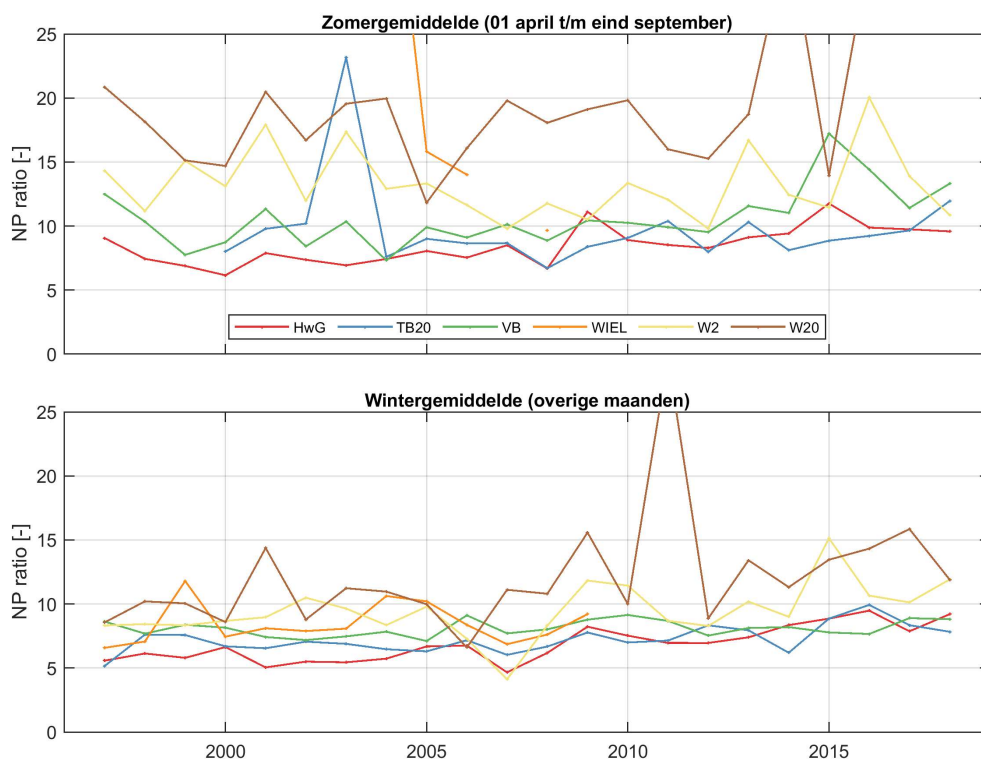 Zomergemiddelde (01 april t/m eind september)
25
20
15
10
5
0
NP ratio [-]
HwG TB20 VB WIEL W2 W20
Wintergemiddelde (overige maanden)
25
20
15
10
5
0
NP ratio [-]
2000 2005 2010 2015